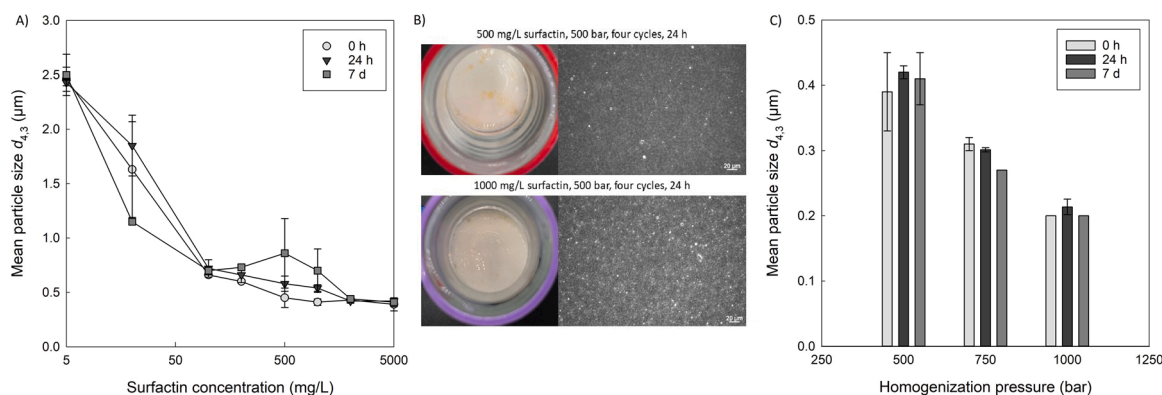 A)
Mean particle size d4,3 (µm)
3.0
2.5
2.0
1.5
1.0
0.5
0.0
5
50
500
5000
Surfactin concentration (mg/L)
0 h
24 h
7 d
B)
500 mg/L surfactin, 500 bar, four cycles, 24 h
20 µm
1000 mg/L surfactin, 500 bar, four cycles, 24 h
20 µm
C)
Mean particle size d4,3 (µm)
0.5
0.4
0.3
0.2
0.1
0.0
250
500
750
1000
1250
Homogenization pressure (bar)
0 h
24 h
7 d